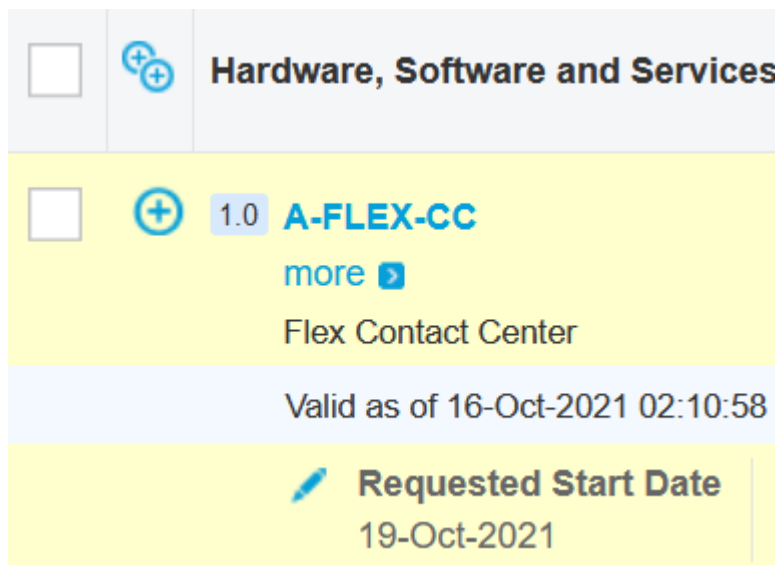 Hardware, Software and Services
1.0 A-FLEX-CC
more
Flex Contact Center
Valid as of 16-Oct-2021 02:10:58
Requested Start Date
19-Oct-2021